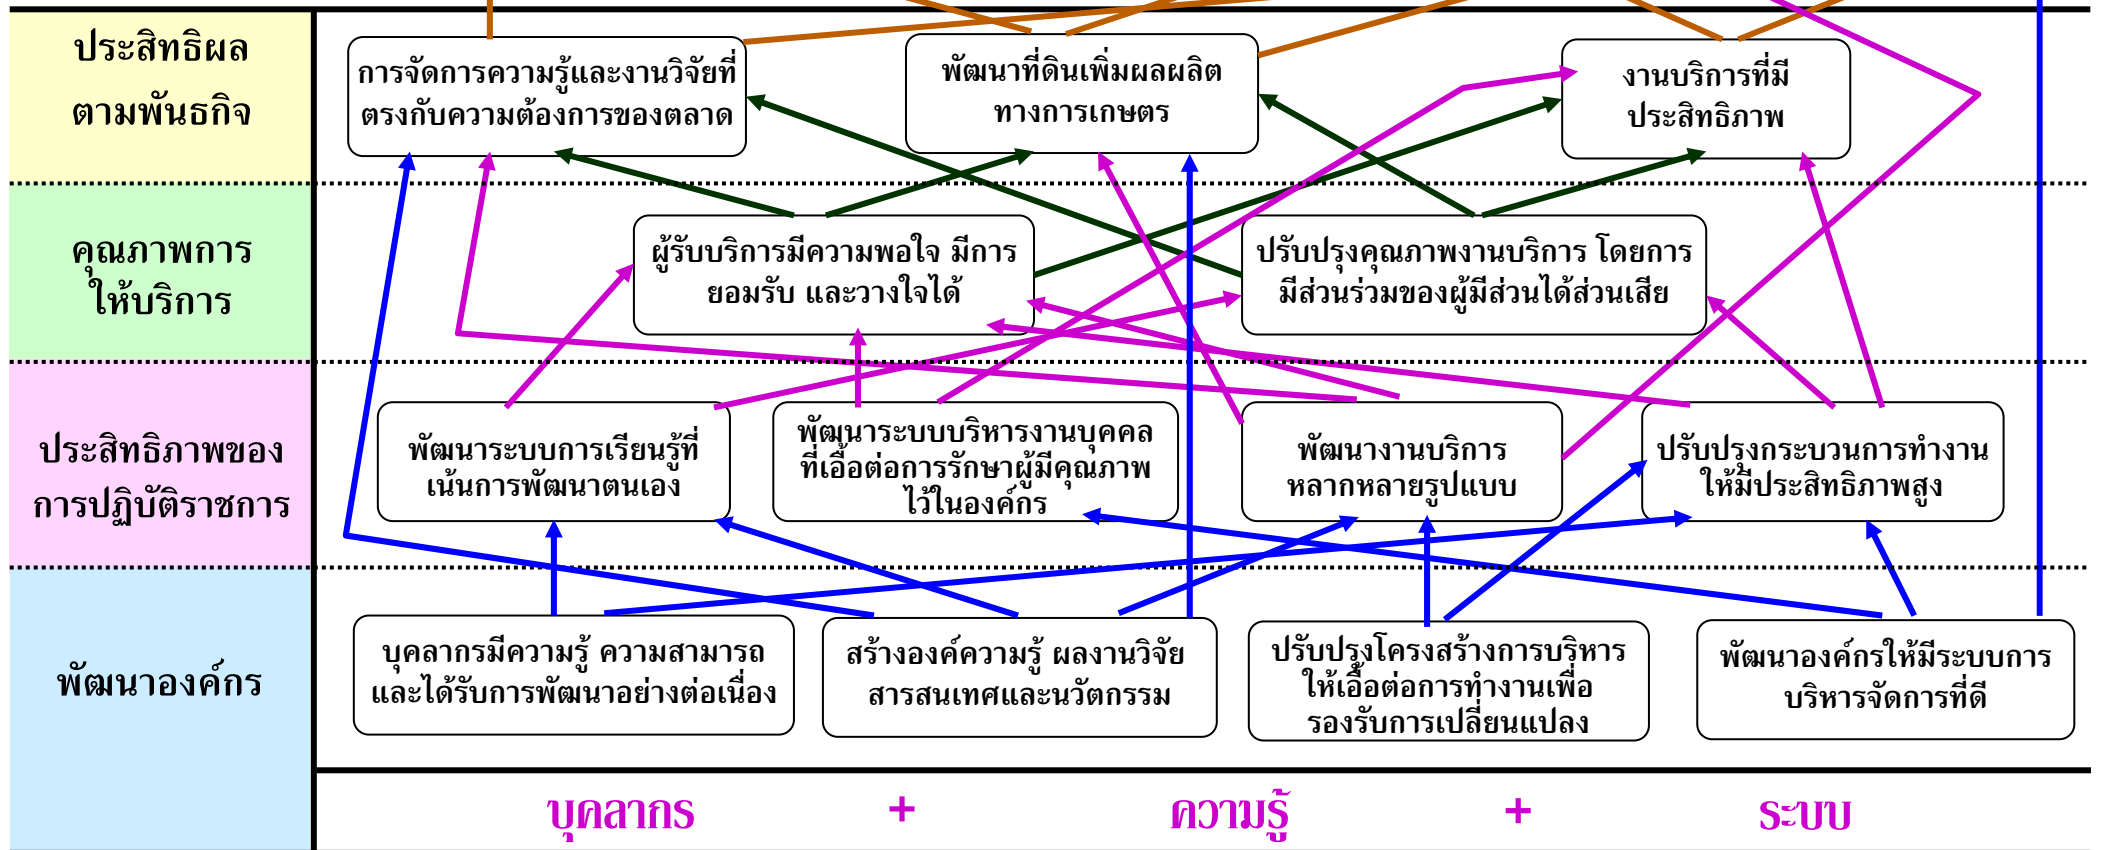 ประสิทธิผล
ตามพันธกิจ
การจัดการความรู้และงานวิจัยที่
ตรงกับความต้องการของตลาด
พัฒนาที่ดินเพิ่มผลผลิต
ทางการเกษตร
งานบริการที่มี
ประสิทธิภาพ
คุณภาพการ
ให้บริการ
ผู้รับบริการมีความพอใจ มีการ
ยอมรับ และวางใจได้
ปรับปรุงคุณภาพงานบริการ โดยการ
มีส่วนร่วมของผู้มีส่วนได้ส่วนเสีย
ประสิทธิภาพของ
การปฏิบัติราชการ
พัฒนาระบบการเรียนรู้ที่
เน้นการพัฒนาตนเอง
พัฒนาระบบบริหารงานบุคคล
ที่เอื้อต่อการรักษาผู้มีคุณภาพ
ไว้ในองค์กร
พัฒนางานบริการ
หลากหลายรูปแบบ
ปรับปรุงกระบวนการทำงาน
ให้มีประสิทธิภาพสูง
พัฒนาองค์กร
บุคลากรมีความรู้ ความสามารถ
และได้รับการพัฒนาอย่างต่อเนื่อง
สร้างองค์ความรู้ ผลงานวิจัย
สารสนเทศและนวัตกรรม
ปรับปรุงโครงสร้างการบริหาร
ให้เอื้อต่อการทำงานเพื่อ
รองรับการเปลี่ยนแปลง
พัฒนาองค์กรให้มีระบบการ
บริหารจัดการที่ดี
บุคลากร + ความรู้ + ระบบ